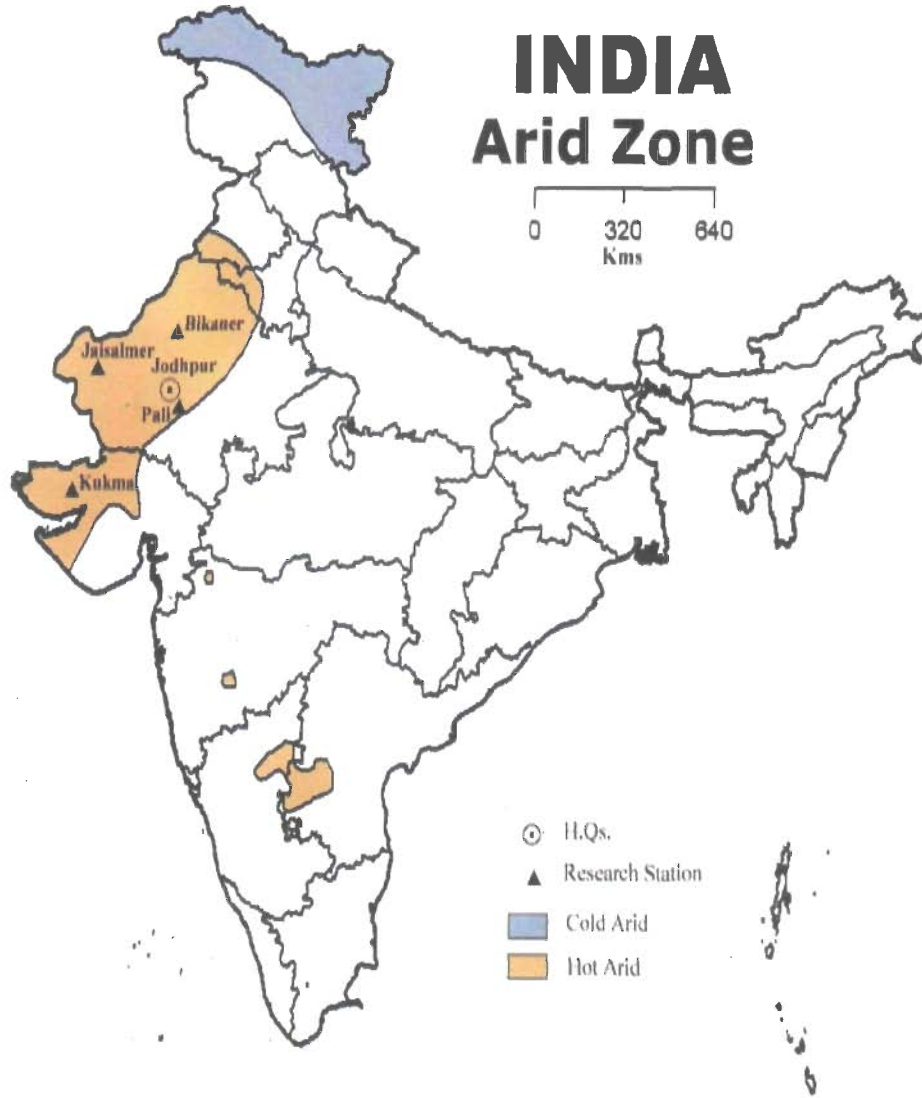 INDIA
Arid Zone
0 320 640
Kms
Bikaner
Jaisalmer
Jodhpur
Pali
Kukma
H.Qs.
Research Station
Cold Arid
Hot Arid